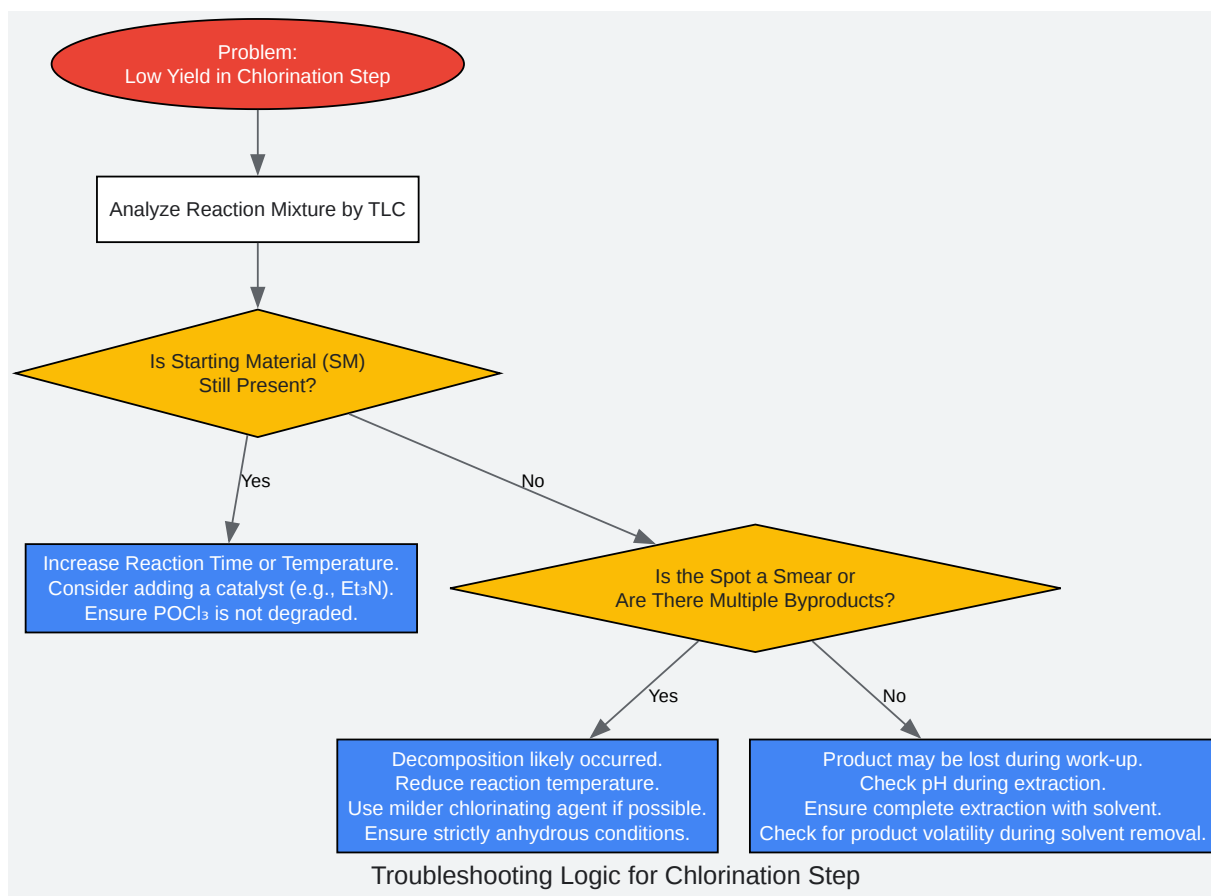 Problem:
Low Yield in Chlorination Step
Analyze Reaction Mixture by TLC
Is Starting Material (SM)
Still Present?
Yes
No
Increase Reaction Time or Temperature.
Consider adding a catalyst (e.g., Et₃N).
Ensure POCl₃ is not degraded.
Is the Spot a Smear or
Are There Multiple Byproducts?
Yes
No
Decomposition likely occurred.
Reduce reaction temperature.
Use milder chlorinating agent if possible.
Ensure strictly anhydrous conditions.
Product may be lost during work-up.
Check pH during extraction.
Ensure complete extraction with solvent.
Check for product volatility during solvent removal.
Troubleshooting Logic for Chlorination Step